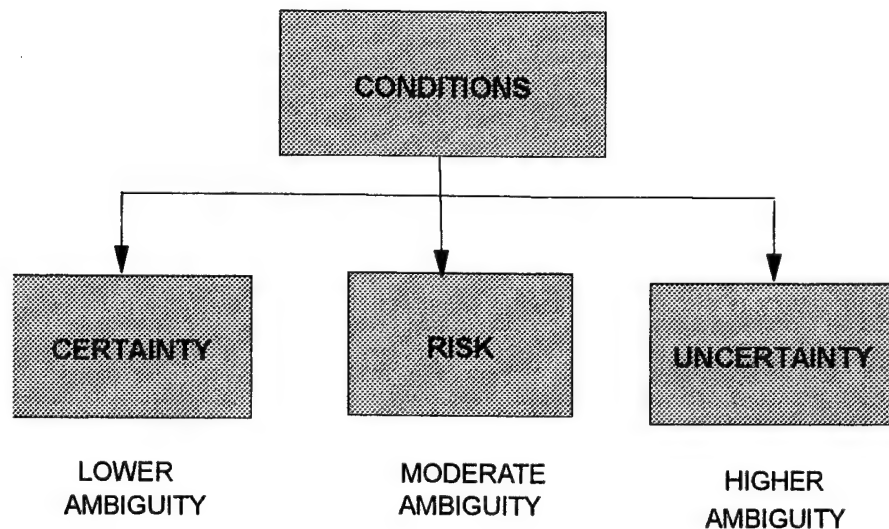 CONDITIONS
CERTAINTY
RISK
UNCERTAINTY
LOWER
AMBIGUITY
MODERATE
AMBIGUITY
HIGHER
AMBIGUITY